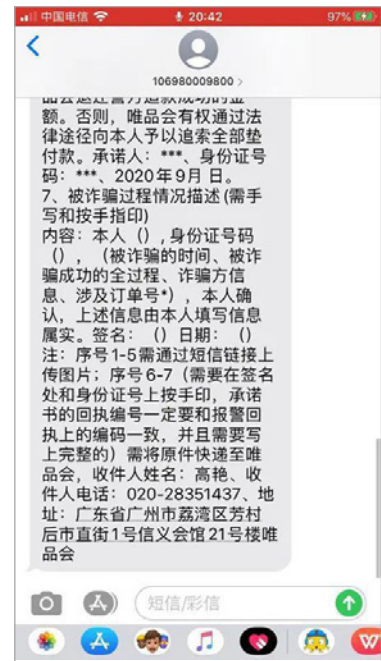 中国电信
20:42
97%
106980009800 >
品会退还警方追款成功的金
额。否则，唯品会有权通过法
律途径向本人予以追索全部垫
付款。承诺人：***、身份证号
码：***、2020年9月 日。
7、被诈骗过程情况描述(需手
写和按手指印)
内容：本人（）,身份证号码
（），（被诈骗的时间、被诈
骗成功的全过程、诈骗方信
息、涉及订单号*），本人确
认，上述信息由本人填写信息
属实。签名：（）日期：（）
注：序号1-5需通过短信链接上
传图片；序号6-7（需要在签名
处和身份证号上按手印，承诺
书的回执编号一定要和报警回
执上的编码一致，并且需要写
上完整的）需将原件快递至唯
品会，收件人姓名：高艳、收
件人电话：020-28351437、地
址：广东省广州市荔湾区芳村
后市直街1号信义会馆21号楼唯
品会
短信/彩信